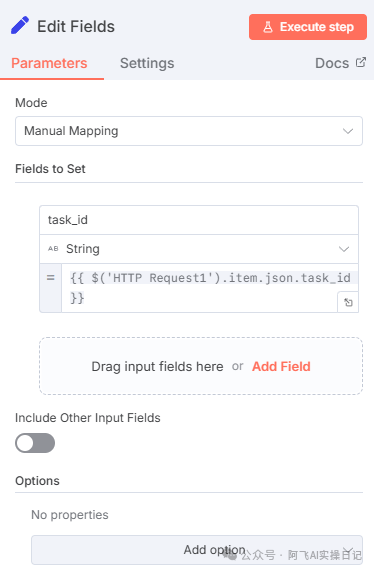 Edit Fields
Execute step
Parameters
Settings
Docs
Mode
Manual Mapping
Fields to Set
task_id
AB String
= {{ $('HTTP Request1').item.json.task_id
}}
Drag input fields here or Add Field
Include Other Input Fields
Options
No properties
Add option
公众号 · 阿飞AI实操日记